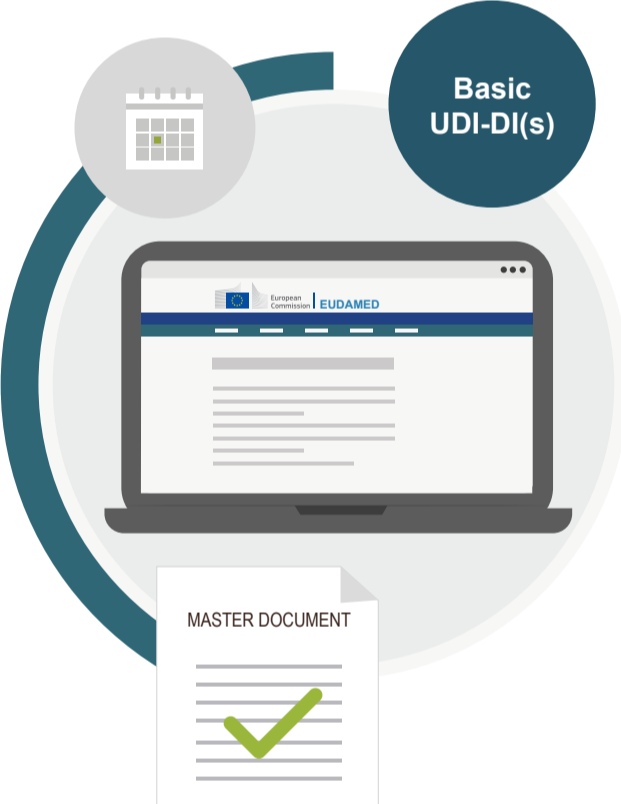 Basic
UDI-DI(s)
European
Commission
EUDAMED
MASTER DOCUMENT